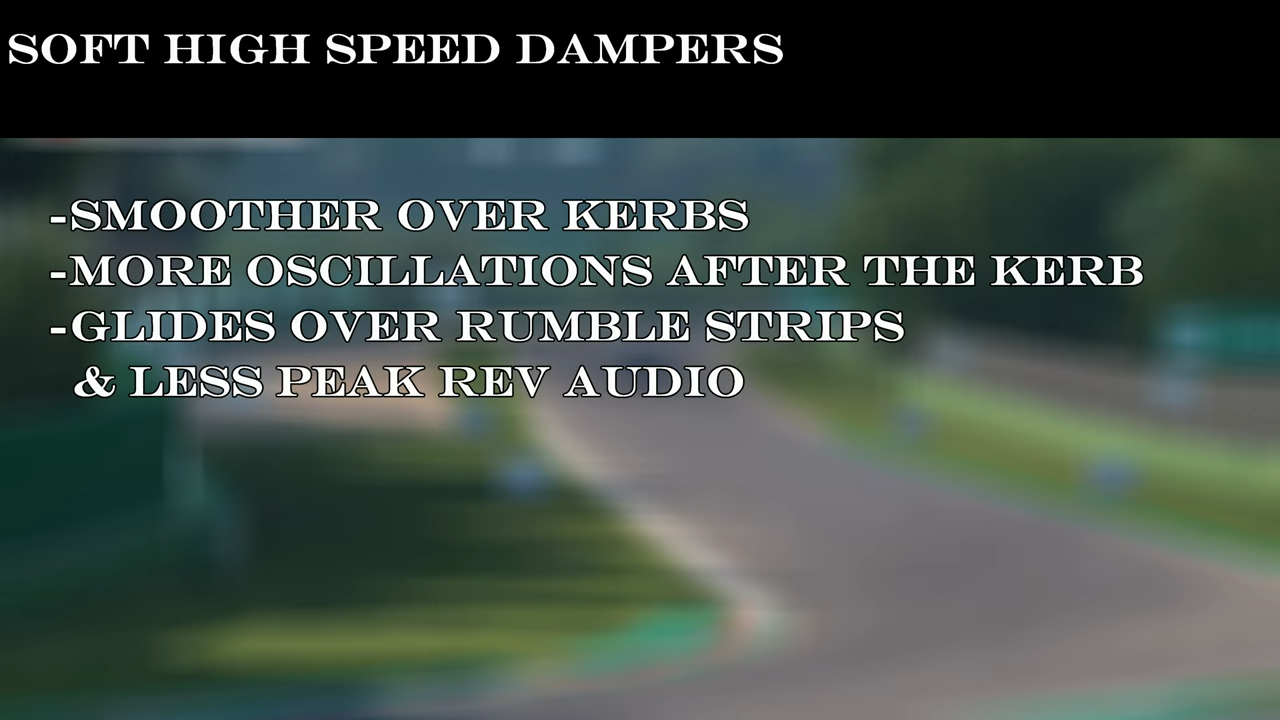 SOFT HIGH SPEED DAMPERS
-SMOOTHER OVER KERBS
-MORE OSCILLATIONS AFTER THE KERB
-GLIDES OVER RUMBLE STRIPS
& LESS PEAK REV AUDIO